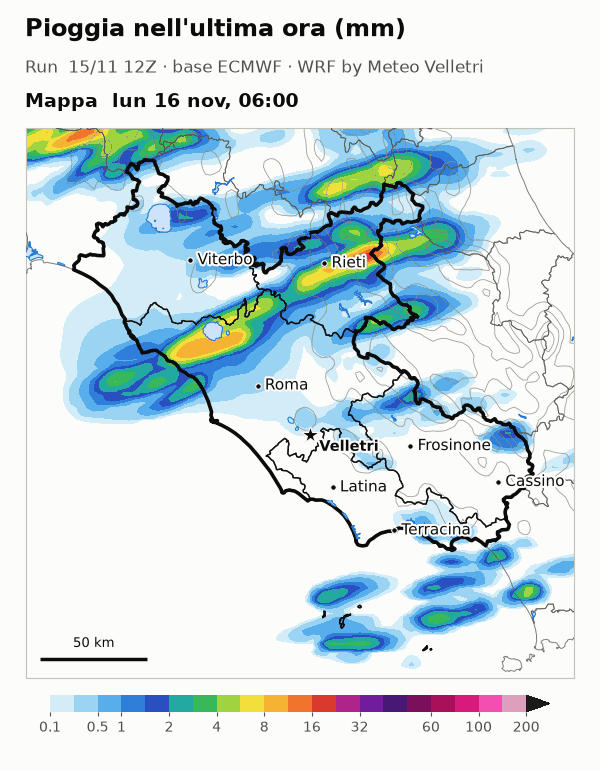 Pioggia nell'ultima ora (mm)
Run  15/11 12Z · base ECMWF · WRF by Meteo Velletri
Mappa  lun 16 nov, 06:00
Viterbo
Rieti
Roma
Velletri
Frosinone
Latina
Cassino
Terracina
50 km
0.1 0.5 1 2 4 8 16 32 60 100 200